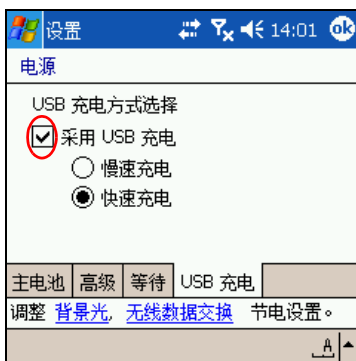 设置 14:01 ok
电源
USB 充电方式选择
采用 USB 充电
慢速充电
快速充电
主电池 高级 等待 USB 充电
调整 背景光, 无线数据交换 节电设置。
A